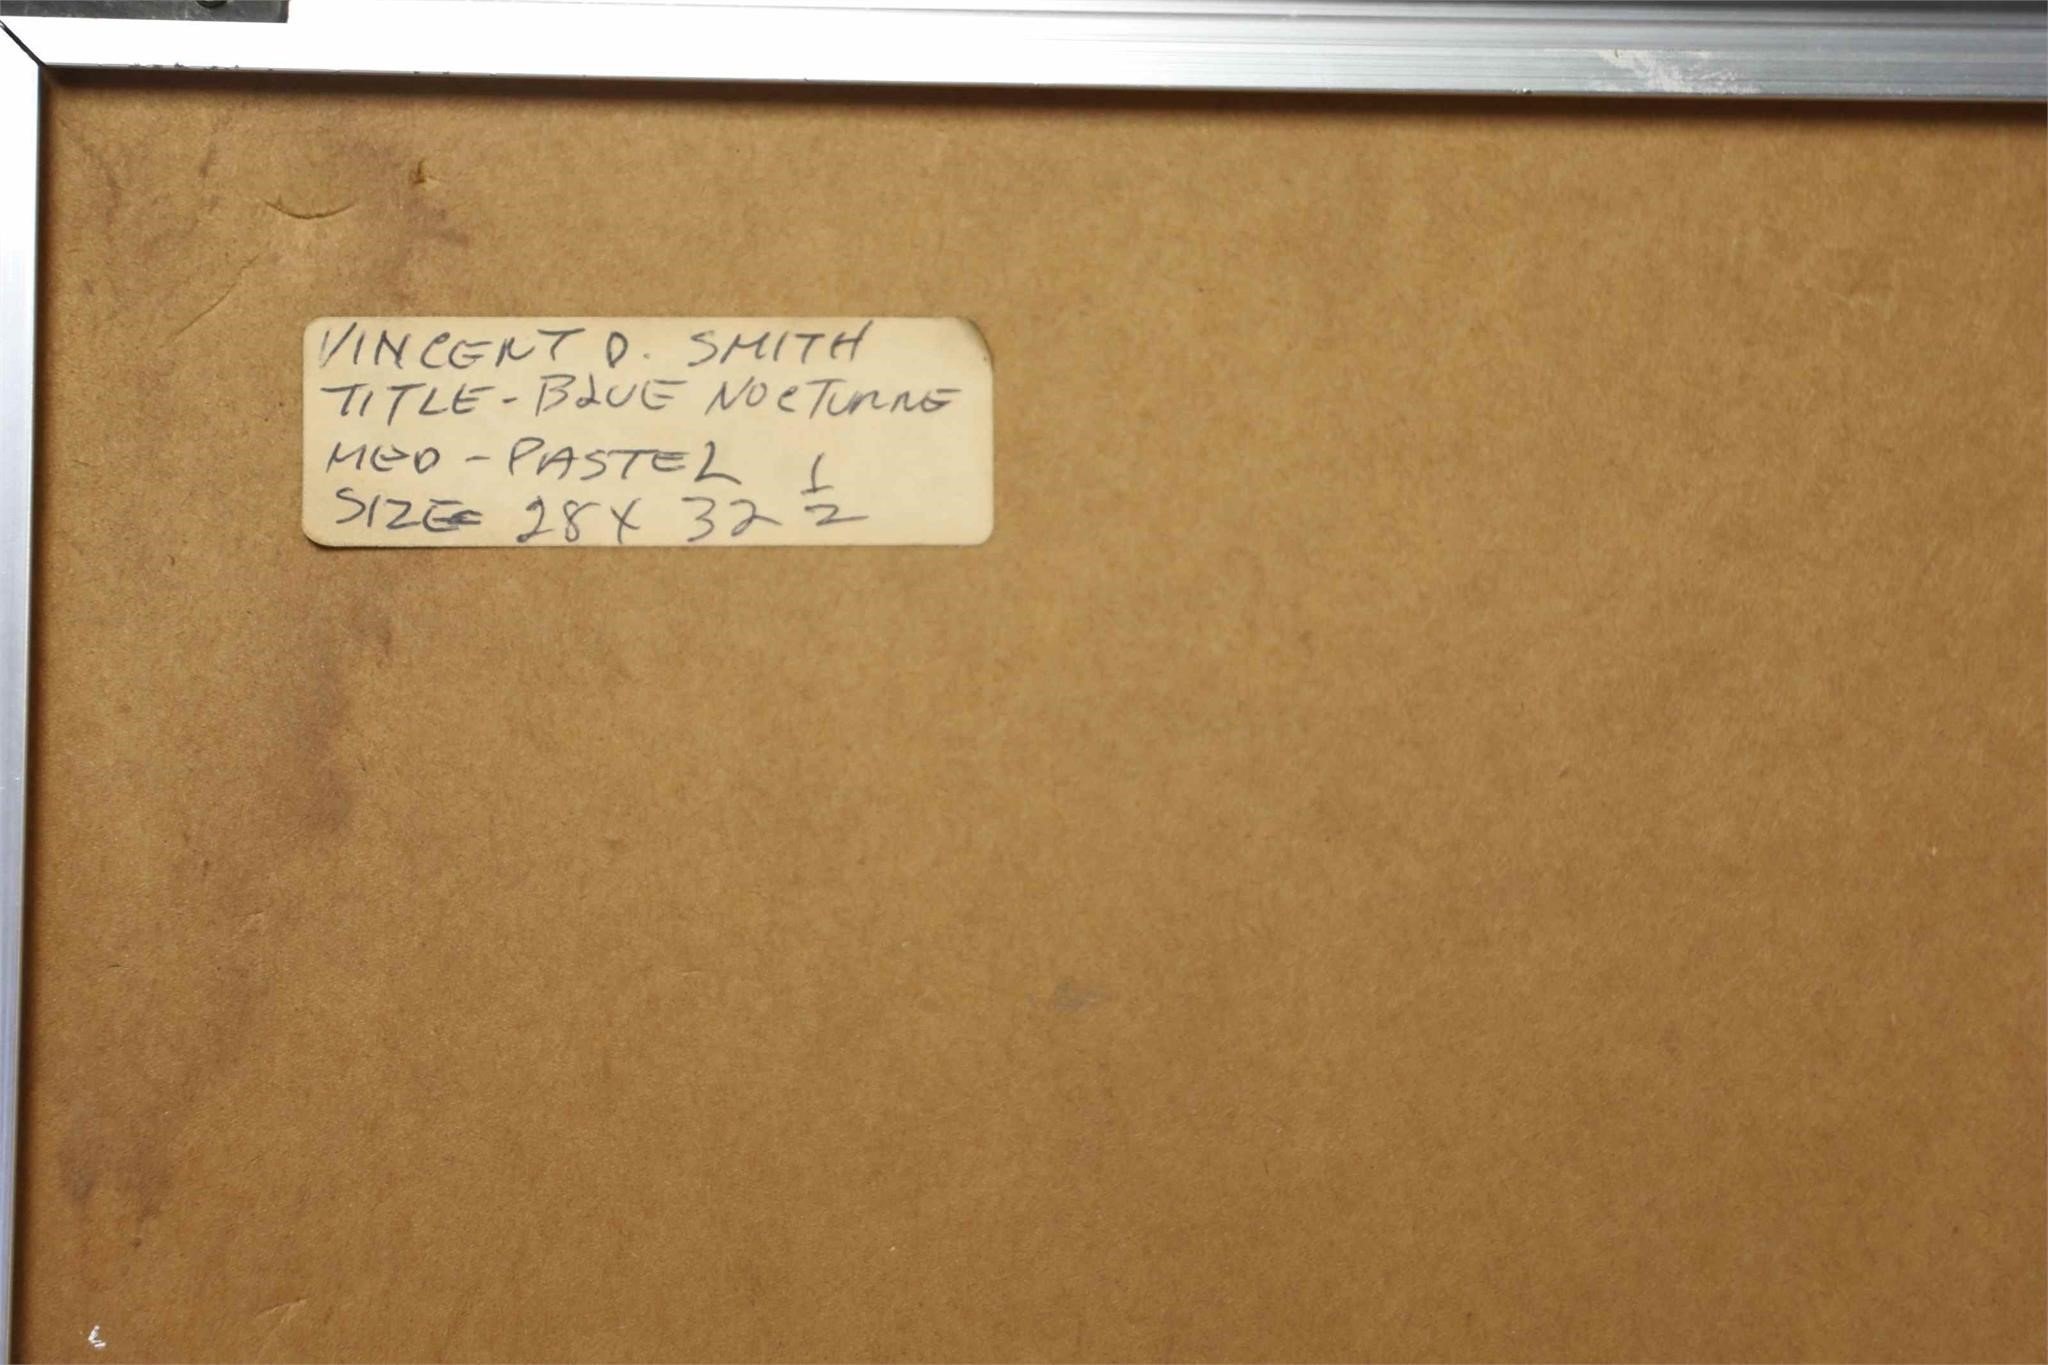 VINCENT D. SMITH
TITLE - BLUE NOCTURNE
MED - PASTEL
SIZE 28 X 32 1/2